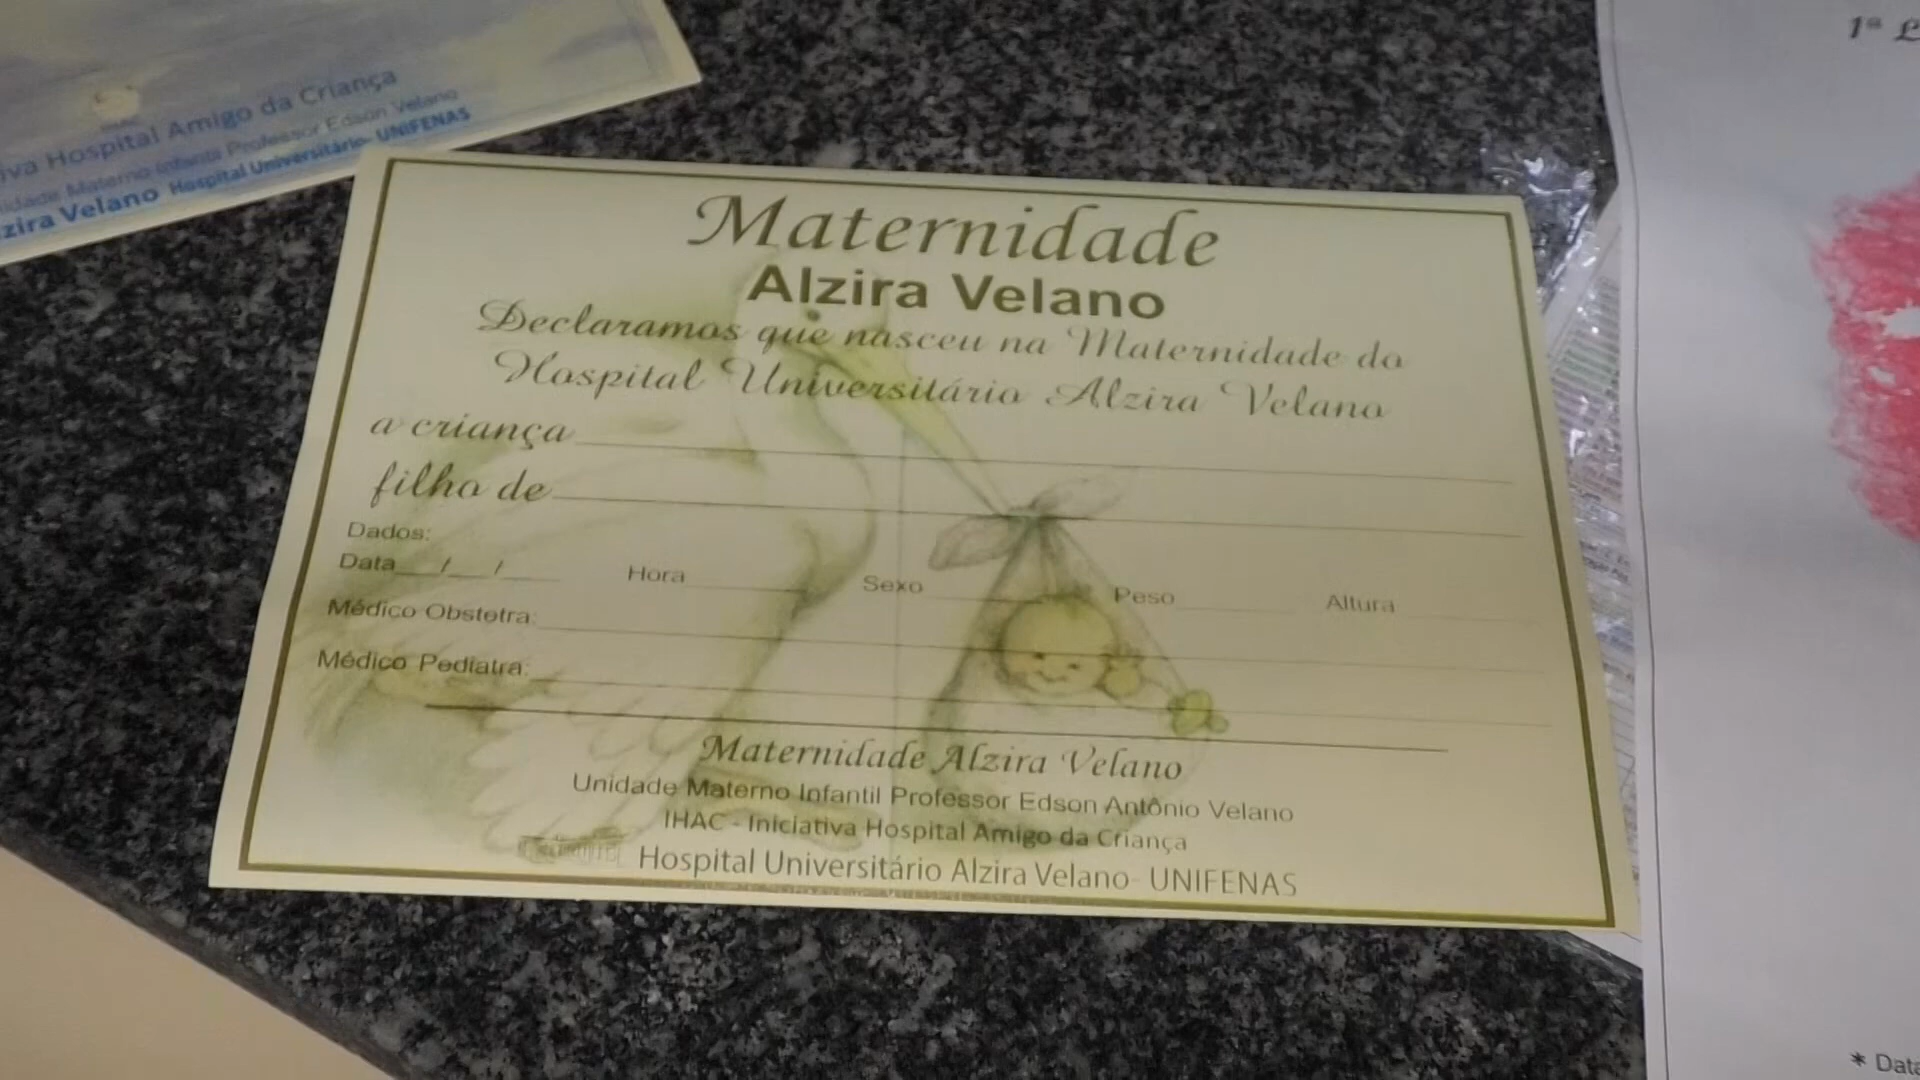 Hospital Amigo da Criança
Materno Infantil Professor Edson Velano
Velano Hospital Universitário- UNIFENAS
Maternidade
Alzira Velano
Declaramos que nasceu na Maternidade do
Hospital Universitário Alzira Velano
a criança
filho de
Dados:
Data / / Hora Sexo Peso Altura
Médico Obstetra:
Médico Pediatra:
Maternidade Alzira Velano
Unidade Materno Infantil Professor Edson Antônio Velano
IHAC - Iniciativa Hospital Amigo da Criança
Hospital Universitário Alzira Velano- UNIFENAS
1ª
*